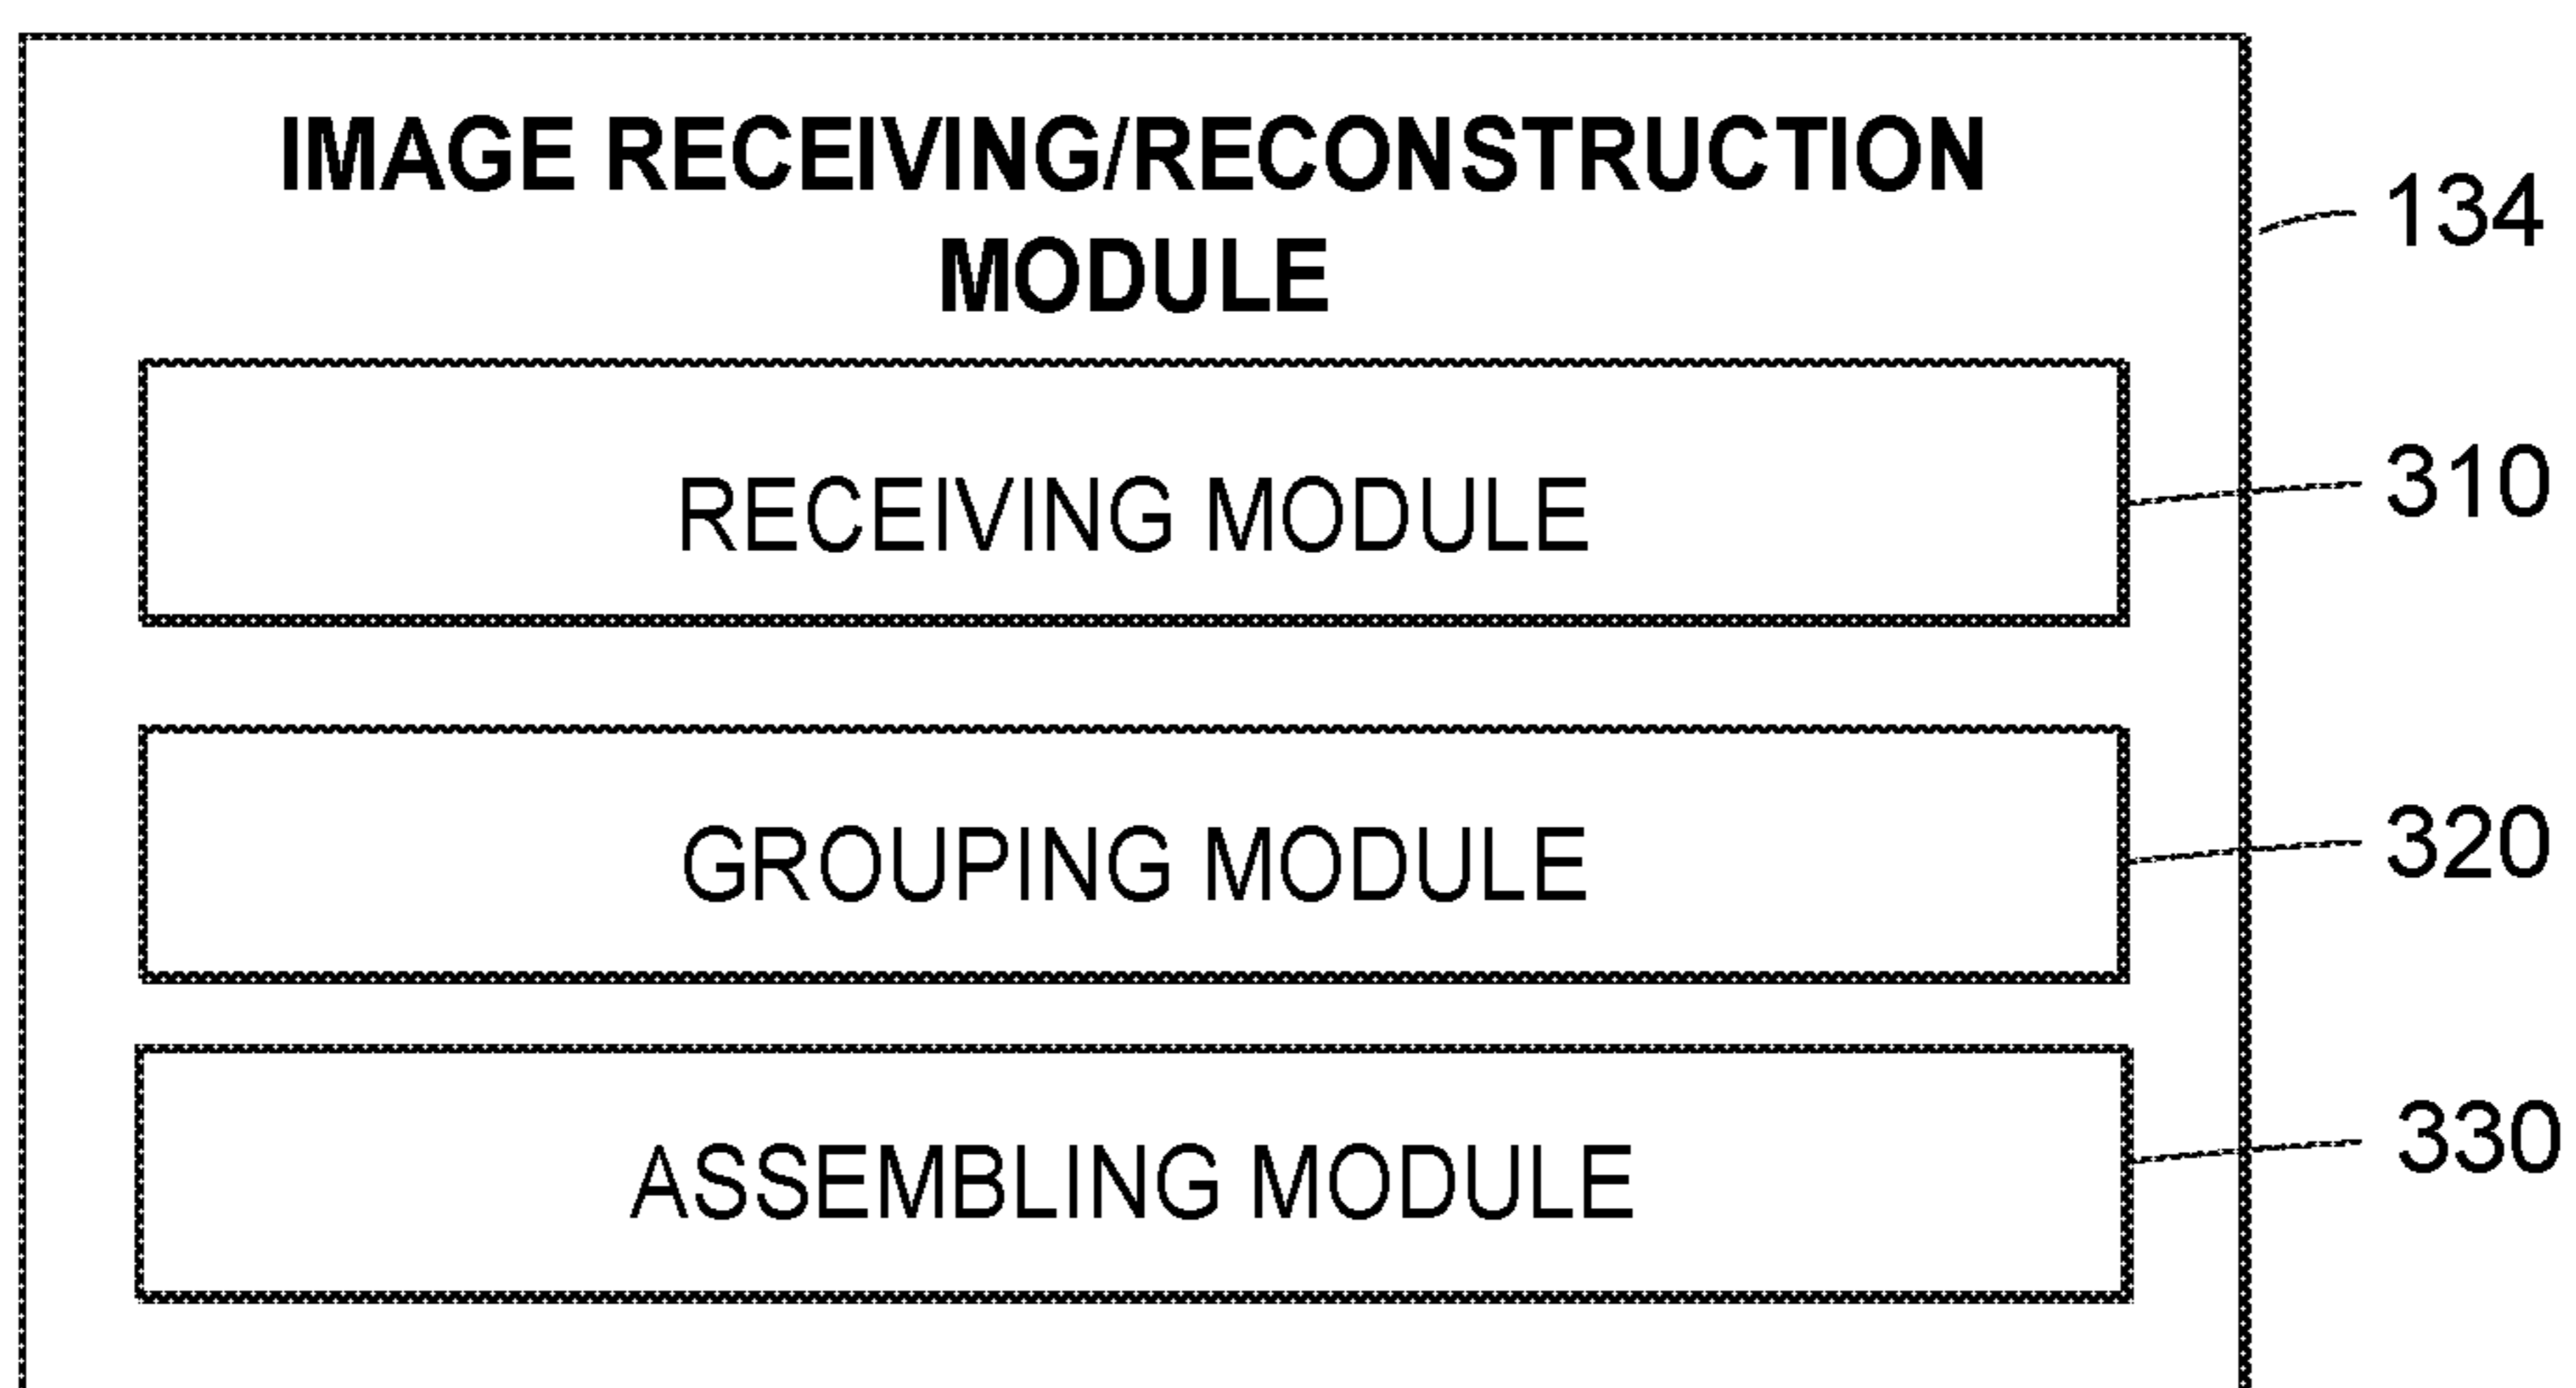 IMAGE RECEIVING/RECONSTRUCTION
MODULE
134
RECEIVING MODULE
310
GROUPING MODULE
320
ASSEMBLING MODULE
330